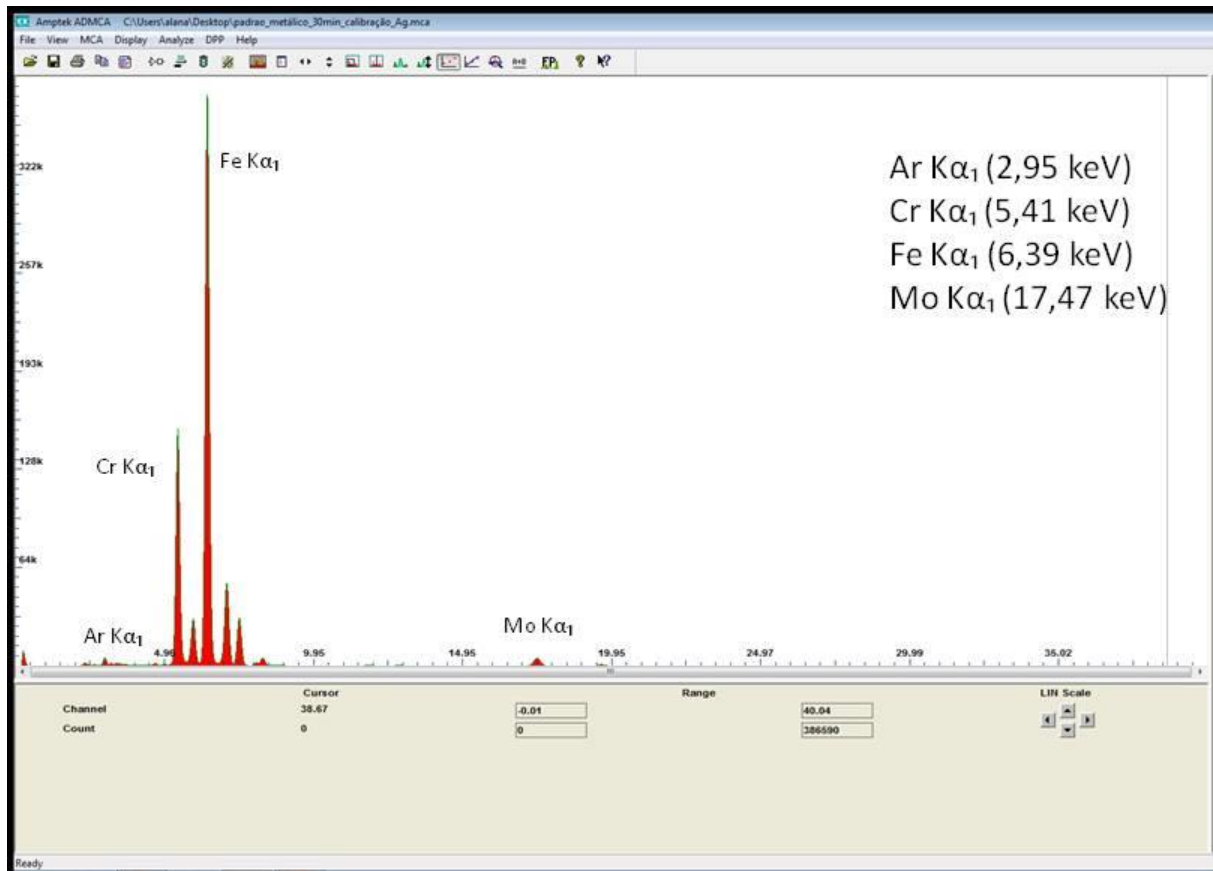 Amptek ADMCA C:\Users\alana\Desktop\padrao_metálico_30min_calibração_Ag.mca
File View MCA Display Analyze DPP Help
Fe Kα₁
Ar Kα₁ (2,95 keV)
Cr Kα₁ (5,41 keV)
Fe Kα₁ (6,39 keV)
Mo Kα₁ (17,47 keV)
322k
257k
193k
128k
Cr Kα₁
64k
Ar Kα₁
Mo Kα₁
4.99 9.95 14.95 19.95 24.97 29.99 35.02
Cursor Range LIN Scale
Channel 38.67 -0.01 40.04
Count 0 0 386590
Ready